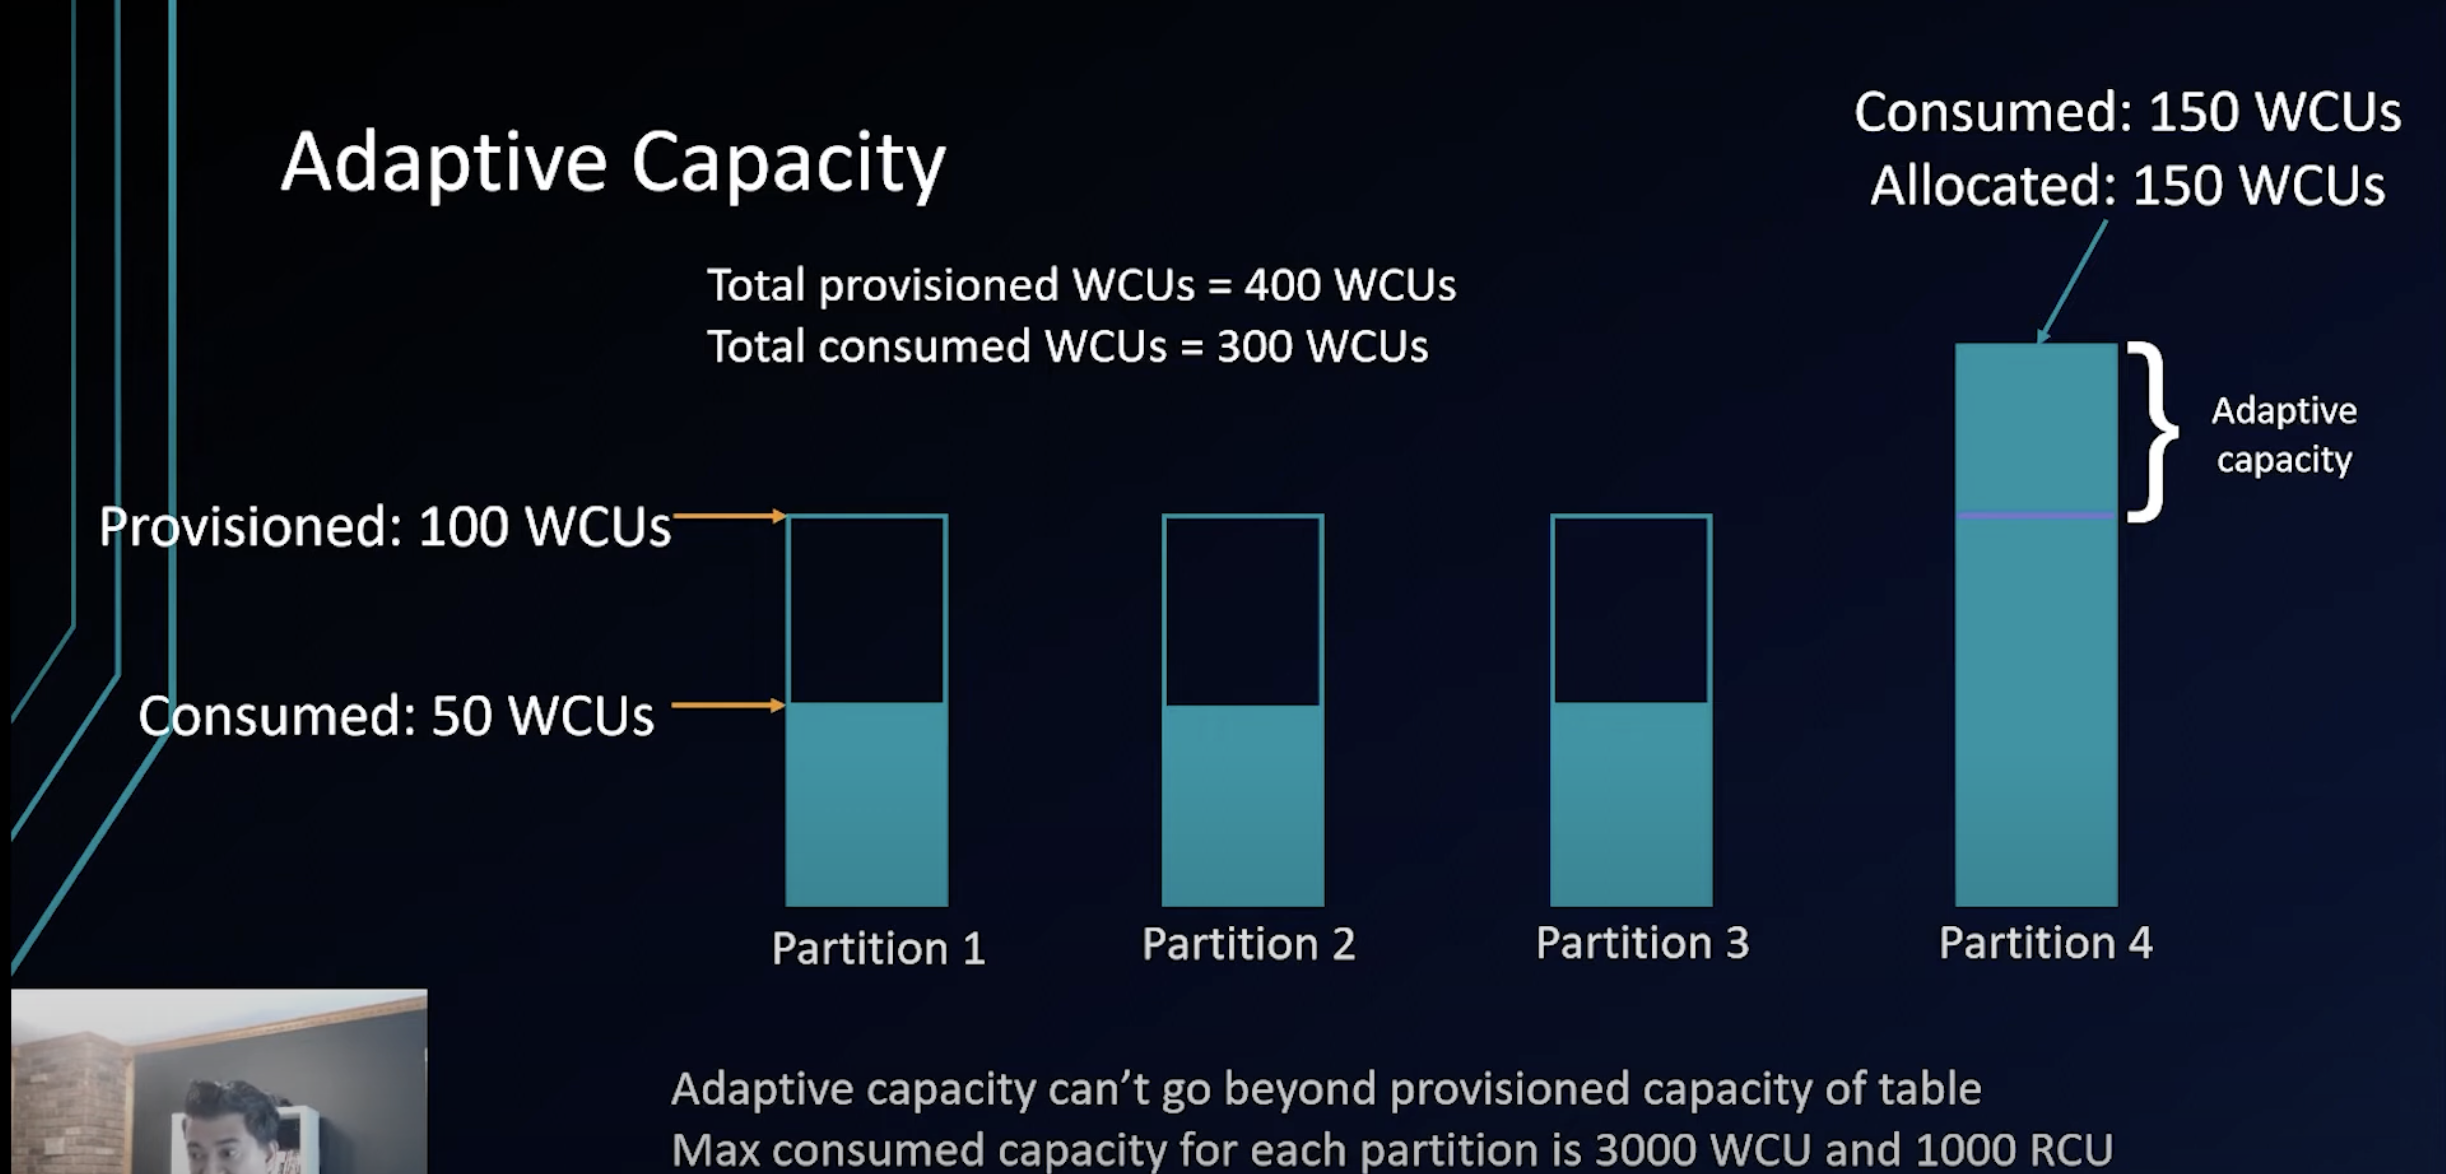 Adaptive Capacity
Consumed: 150 WCUs
Allocated: 150 WCUs
Total provisioned WCUs = 400 WCUs
Total consumed WCUs = 300 WCUs
Adaptive
capacity
Provisioned: 100 WCUs
Consumed: 50 WCUs
Partition 1
Partition 2
Partition 3
Partition 4
Adaptive capacity can’t go beyond provisioned capacity of table
Max consumed capacity for each partition is 3000 WCU and 1000 RCU